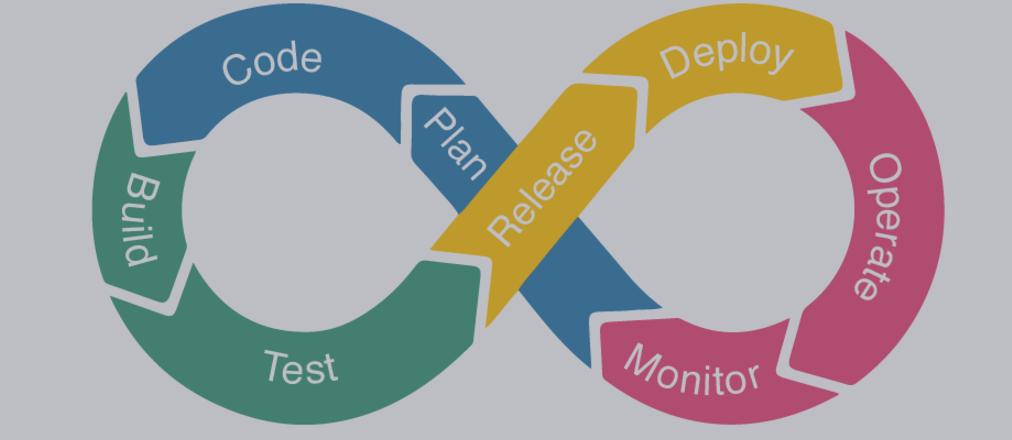 Plan
Code
Build
Test
Release
Deploy
Operate
Monitor